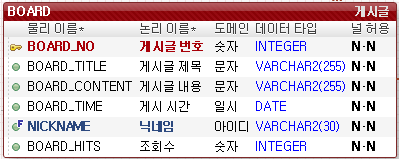 BOARD 게시글
물리 이름* 논리 이름* 도메인 데이터 타입 널 허용
BOARD_NO 게시글 번호 숫자 INTEGER N·N
BOARD_TITLE 게시글 제목 문자 VARCHAR2(255) N·N
BOARD_CONTENT 게시글 내용 문자 VARCHAR2(255) N·N
BOARD_TIME 게시 시간 일시 DATE N·N
F NICKNAME 닉네임 아이디 VARCHAR2(30) N·N
BOARD_HITS 조회수 숫자 INTEGER N·N